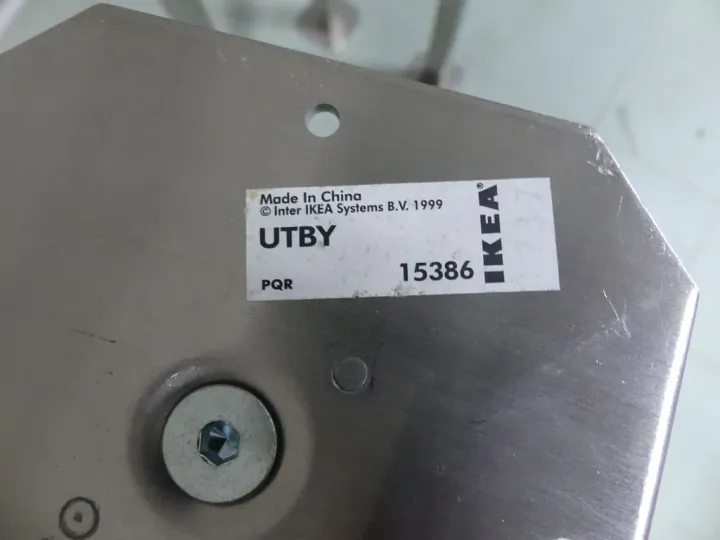 Made In China
© Inter IKEA Systems B.V. 1999
UTBY
PQR 15386
IKEA®